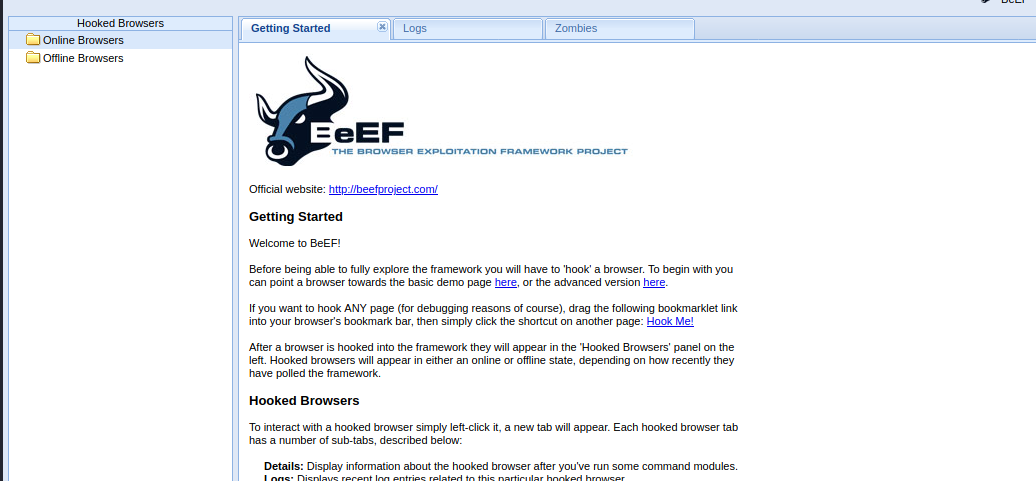 BeEF
Hooked Browsers
Online Browsers
Offline Browsers
Getting Started
Logs
Zombies
BeEF
THE BROWSER EXPLOITATION FRAMEWORK PROJECT
Official website: http://beefproject.com/
Getting Started
Welcome to BeEF!
Before being able to fully explore the framework you will have to 'hook' a browser. To begin with you
can point a browser towards the basic demo page here, or the advanced version here.
If you want to hook ANY page (for debugging reasons of course), drag the following bookmarklet link
into your browser's bookmark bar, then simply click the shortcut on another page: Hook Me!
After a browser is hooked into the framework they will appear in the 'Hooked Browsers' panel on the
left. Hooked browsers will appear in either an online or offline state, depending on how recently they
have polled the framework.
Hooked Browsers
To interact with a hooked browser simply left-click it, a new tab will appear. Each hooked browser tab
has a number of sub-tabs, described below:
Details: Display information about the hooked browser after you've run some command modules.
Logs: Displays recent log entries related to this particular hooked browser.